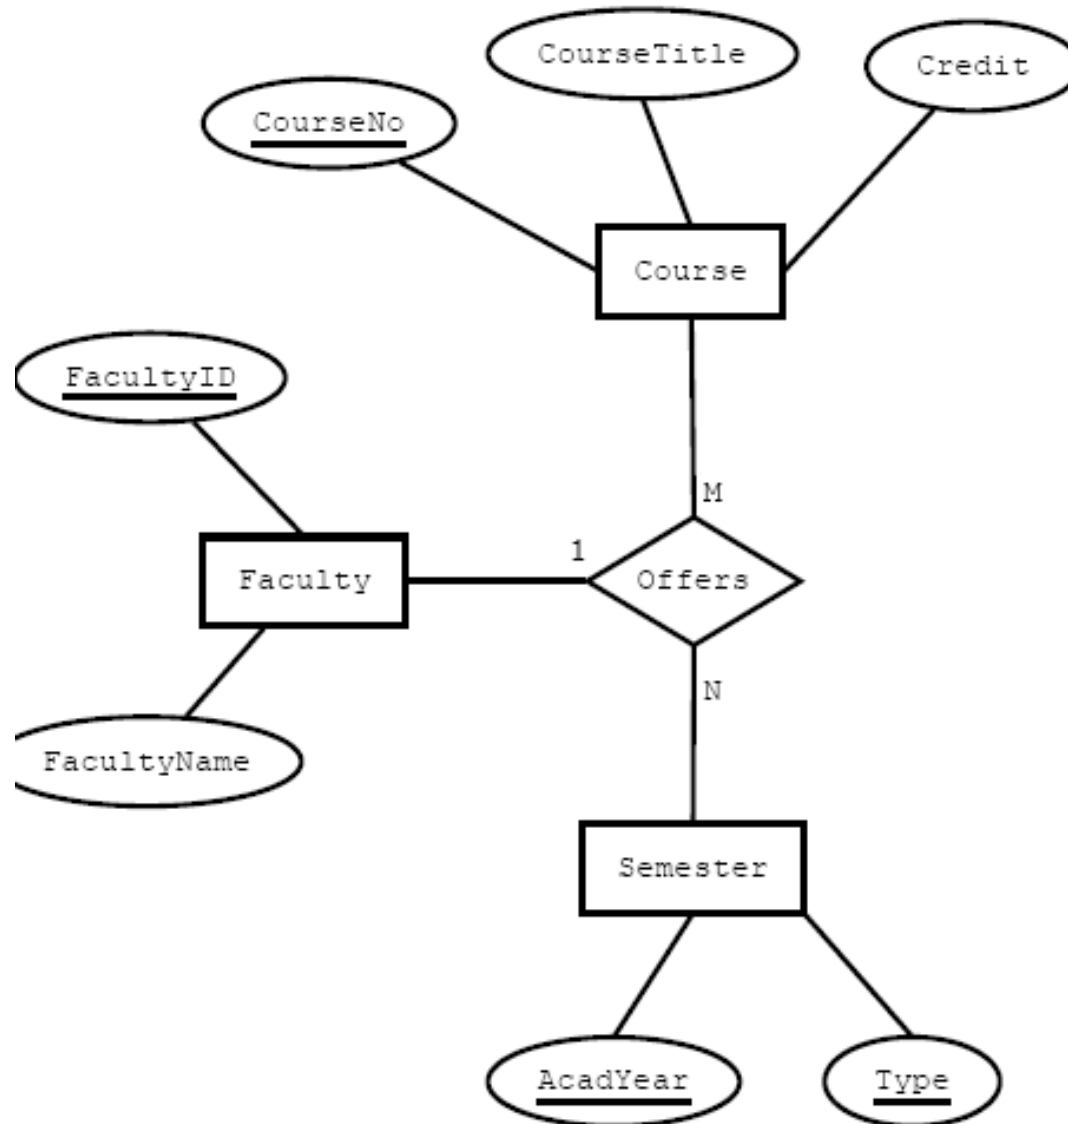 CourseTitle
Credit
CourseNo
Course
FacultyID
M
1
Faculty
Offers
N
FacultyName
Semester
AcadYear
Type